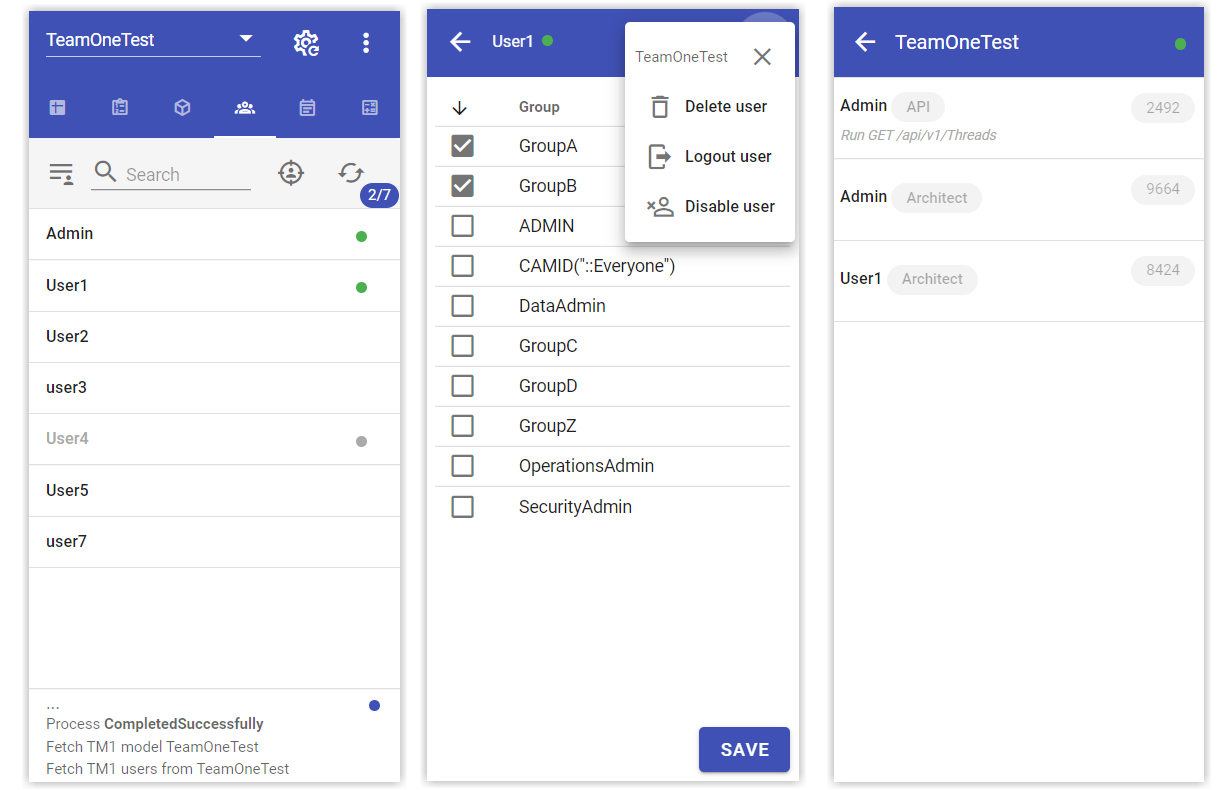 TeamOneTest
Search
2/7
Admin
User1
User2
user3
User4
User5
user7
...
Process CompletedSuccessfully
Fetch TM1 model TeamOneTest
Fetch TM1 users from TeamOneTest
User1
TeamOneTest
Delete user
Logout user
Disable user
Group
GroupA
GroupB
ADMIN
CAMID("::Everyone")
DataAdmin
GroupC
GroupD
GroupZ
OperationsAdmin
SecurityAdmin
SAVE
TeamOneTest
Admin API 2492
Run GET /api/v1/Threads
Admin Architect 9664
User1 Architect 8424